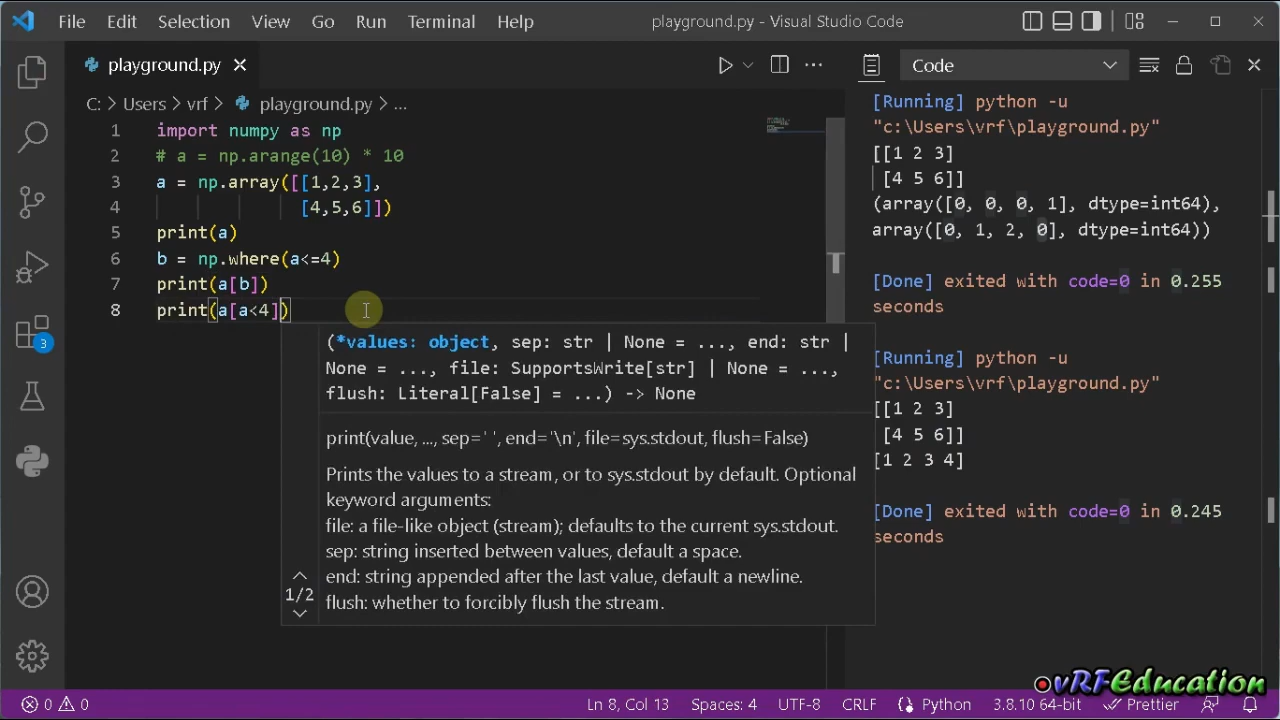 File Edit Selection View Go Run Terminal Help playground.py - Visual Studio Code
playground.py
C: > Users > vrf > playground.py > ...
1 import numpy as np
2 # a = np.arange(10) * 10
3 a = np.array([[1,2,3],
4 [4,5,6]])
5 print(a)
6 b = np.where(a<=4)
7 print(a[b])
8 print(a[a<4])
(*values: object, sep: str | None = ..., end: str |
None = ..., file: SupportsWrite[str] | None = ...,
flush: Literal[False] = ...) -> None
print(value, ..., sep=' ', end='\n', file=sys.stdout, flush=False)
Prints the values to a stream, or to sys.stdout by default. Optional
keyword arguments:
file: a file-like object (stream); defaults to the current sys.stdout.
sep: string inserted between values, default a space.
end: string appended after the last value, default a newline.
1/2
flush: whether to forcibly flush the stream.
Code
[Running] python -u
"c:\Users\vrf\playground.py"
[[1 2 3]
[4 5 6]]
(array([0, 0, 0, 1], dtype=int64),
array([0, 1, 2, 0], dtype=int64))
[Done] exited with code=0 in 0.255
seconds
[Running] python -u
"c:\Users\vrf\playground.py"
[[1 2 3]
[4 5 6]]
[1 2 3 4]
[Done] exited with code=0 in 0.245
seconds
3
vRFEducation
0 0 Ln 8, Col 13 Spaces: 4 UTF-8 CRLF Python 3.8.10 64-bit Prettier